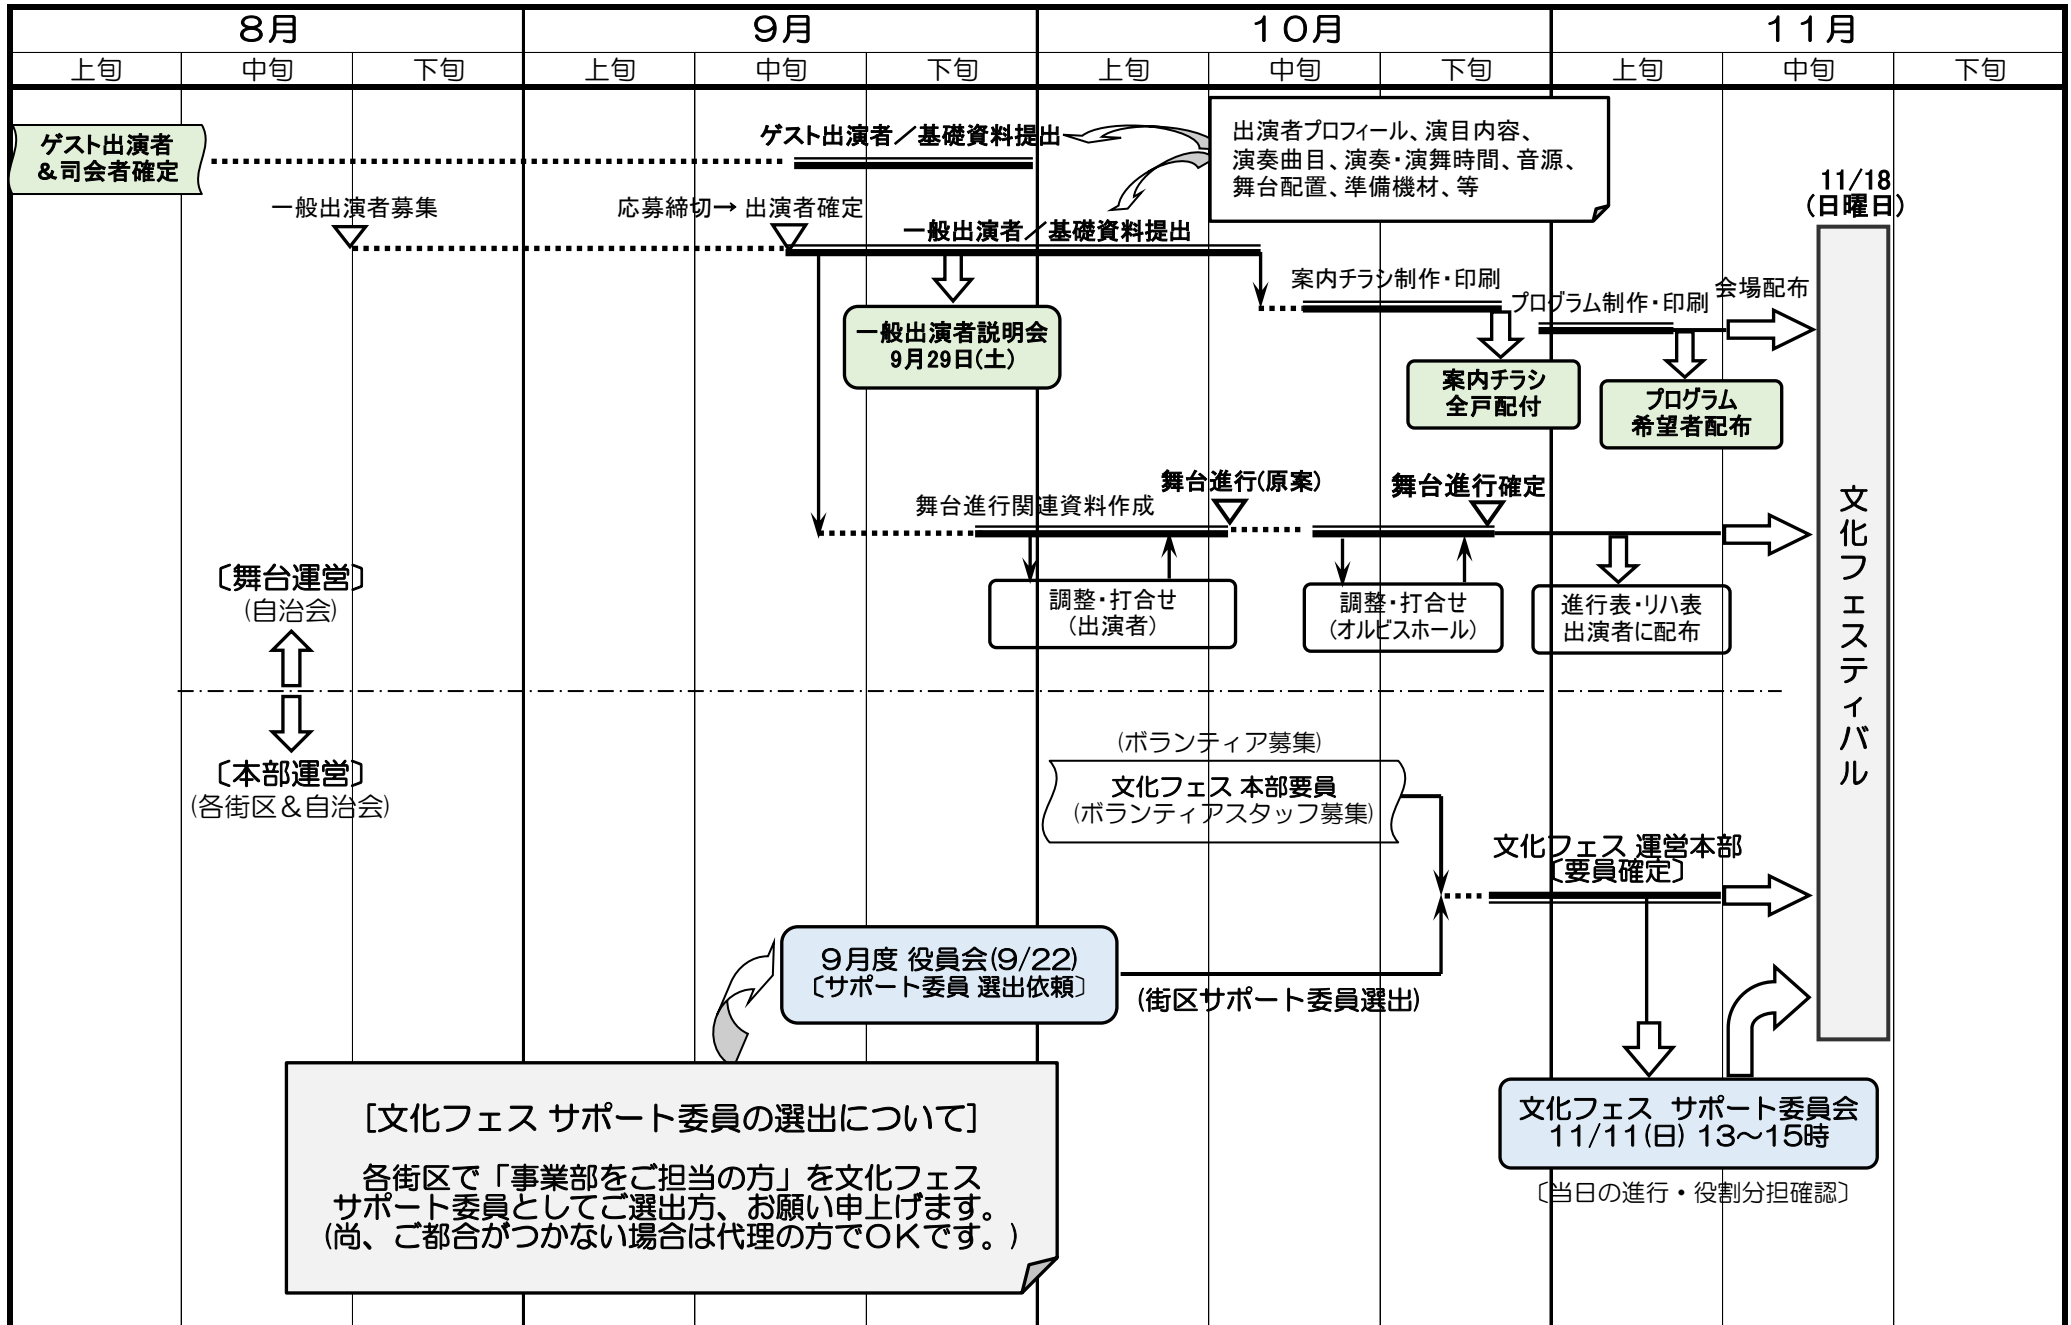 ８月
９月
１０月
１１月
上旬
中旬
下旬
上旬
中旬
下旬
上旬
中旬
下旬
上旬
中旬
下旬
ゲスト出演者
＆司会者確定
ゲスト出演者／基礎資料提出
出演者プロフィール、演目内容、
演奏曲目、演奏・演舞時間、音源、
舞台配置、準備機材、等
11/18
(日曜日)
一般出演者募集
応募締切→ 出演者確定
一般出演者／基礎資料提出
案内チラシ制作・印刷
プログラム制作・印刷
会場配布
一般出演者説明会
9月29日(土)
案内チラシ
全戸配付
プログラム
希望者配布
舞台進行関連資料作成
舞台進行(原案)
舞台進行確定
調整・打合せ
(出演者)
調整・打合せ
(オルビスホール)
進行表・リハ表
出演者に配布
文化フェスティバル
〔舞台運営〕
(自治会)
〔本部運営〕
(各街区＆自治会)
(ボランティア募集)
文化フェス 本部要員
(ボランティアスタッフ募集)
文化フェス 運営本部
〔要員確定〕
９月度 役員会(9/22)
〔サポート委員 選出依頼〕
(街区サポート委員選出)
[文化フェス サポート委員の選出について]
各街区で「事業部をご担当の方」を文化フェス
サポート委員としてご選出方、お願い申上げます。
(尚、ご都合がつかない場合は代理の方でＯＫです。)
文化フェス　サポート委員会
11/11(日) 13～15時
〔当日の進行・役割分担確認〕